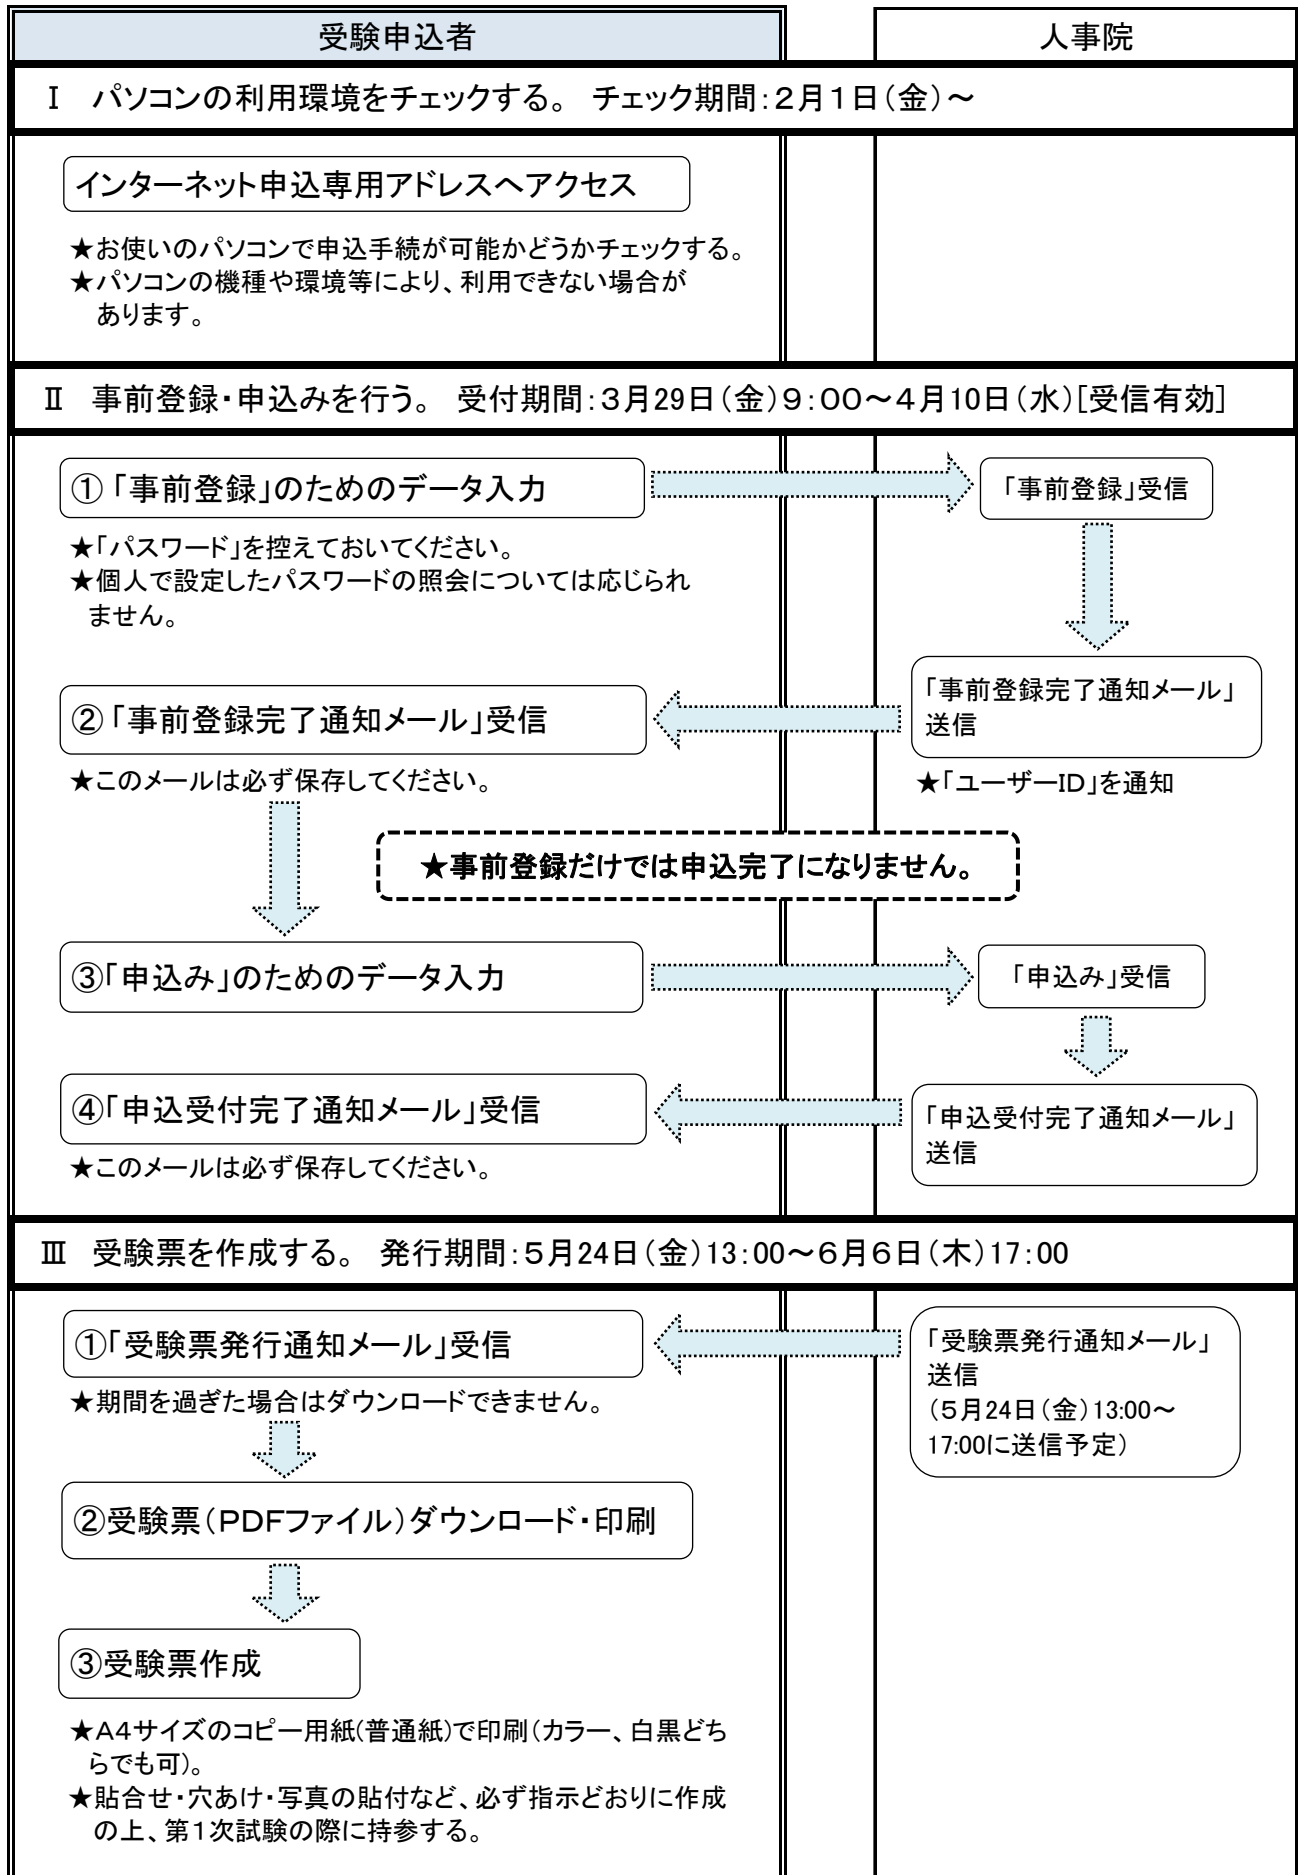 受験申込者
人事院
Ⅰ　パソコンの利用環境をチェックする。　チェック期間：２月１日（金）～
インターネット申込専用アドレスへアクセス
★お使いのパソコンで申込手続が可能かどうかチェックする。
★パソコンの機種や環境等により、利用できない場合が
あります。
Ⅱ　事前登録・申込みを行う。　受付期間：３月29日（金）９：００～４月10日（水）[受信有効]
①「事前登録」のためのデータ入力
「事前登録」受信
★「パスワード」を控えておいてください。
★個人で設定したパスワードの照会については応じられ
ません。
②「事前登録完了通知メール」受信
「事前登録完了通知メール」
送信
★このメールは必ず保存してください。
★「ユーザーID」を通知
★事前登録だけでは申込完了になりません。
③「申込み」のためのデータ入力
「申込み」受信
④「申込受付完了通知メール」受信
「申込受付完了通知メール」
送信
★このメールは必ず保存してください。
Ⅲ　受験票を作成する。　発行期間：５月24日（金）13：00～６月６日（木）17：00
①「受験票発行通知メール」受信
「受験票発行通知メール」
送信
（５月24日（金）13:00～
17:00に送信予定）
★期間を過ぎた場合はダウンロードできません。
②受験票（ＰＤＦファイル）ダウンロード・印刷
③受験票作成
★Ａ４サイズのコピー用紙(普通紙)で印刷（カラー、白黒どち
らでも可）。
★貼合せ・穴あけ・写真の貼付など、必ず指示どおりに作成
の上、第１次試験の際に持参する。